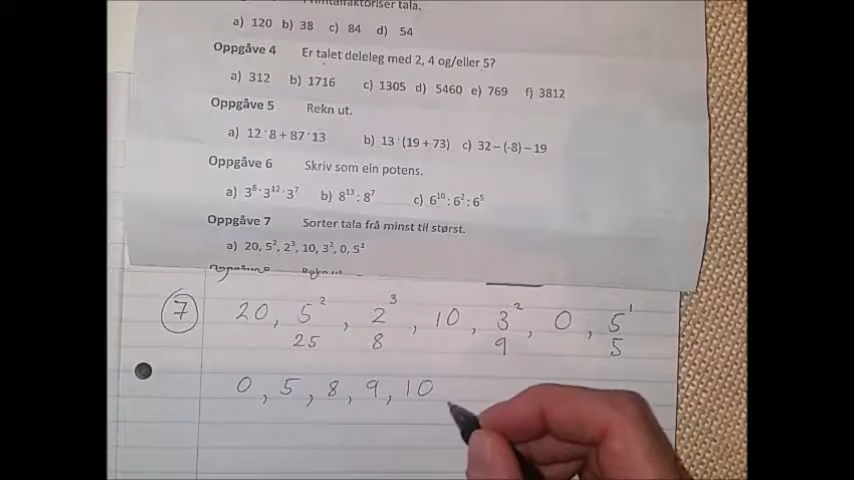 talfaktoriser tala.
a) 120 b) 38 c) 84 d) 54
Oppgåve 4 Er talet deleleg med 2, 4 og/eller 5?
a) 312 b) 1716 c) 1305 d) 5460 e) 769 f) 3812
Oppgåve 5 Rekn ut.
a) 12·8 + 87·13 b) 13·(19 + 73) c) 32 – (-8) – 19
Oppgåve 6 Skriv som ein potens.
a) 3⁸·3¹²·3⁷ b) 8¹³ : 8⁷ c) 6¹⁰ : 6² : 6⁵
Oppgåve 7 Sorter tala frå minst til størst.
a) 20, 5², 2³, 10, 3², 0, 5¹
7 20, 5², 2³, 10, 3², 0, 5¹
25 8 9 5
0, 5, 8, 9, 10